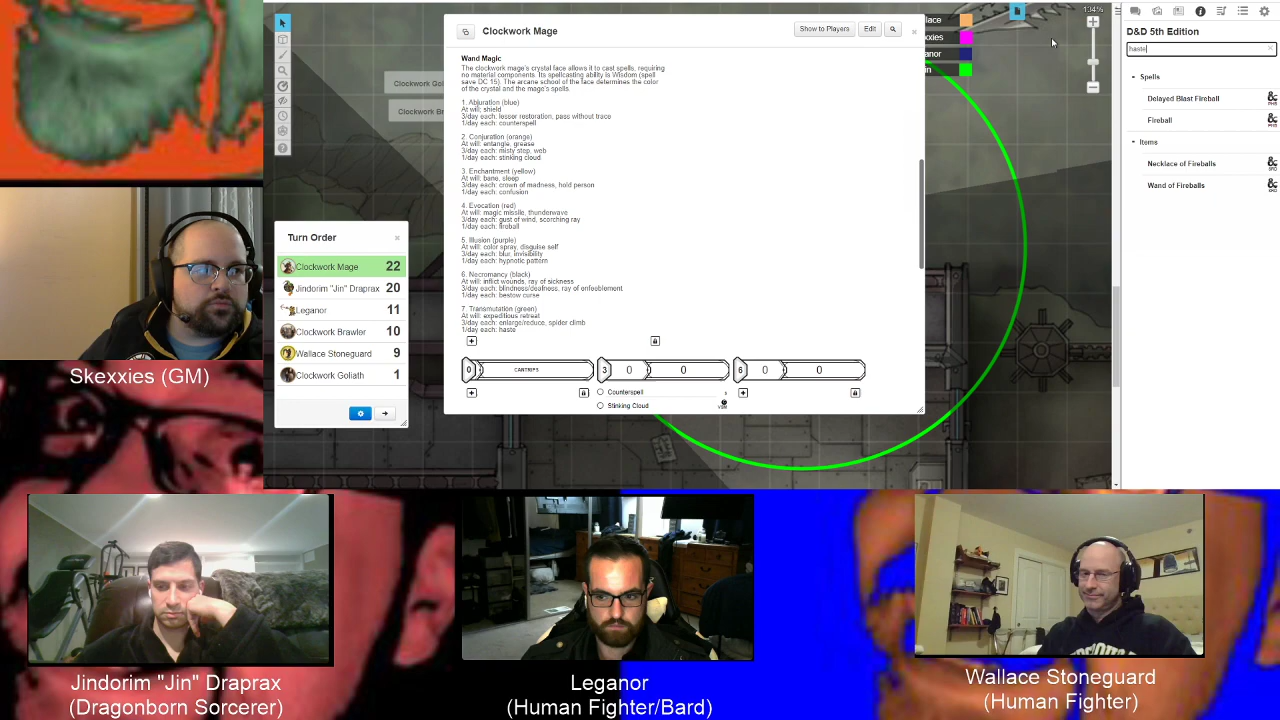 Clockwork Mage
Show to Players
Edit
Wand Magic
The clockwork mage's crystal face allows it to cast spells, requiring
no material components. Its spellcasting ability is Wisdom (spell
save DC 15). The arcane school of the face determines the color
of the crystal and the mage's spells.
1. Abjuration (blue)
At will: shield
3/day each: lessor restoration, pass without trace
1/day each: counterspell
2. Conjuration (orange)
At will: entangle, grease
3/day each: misty step, web
1/day each: stinking cloud
3. Enchantment (yellow)
At will: bane, sleep
3/day each: crown of madness, hold person
1/day each: confusion
4. Evocation (red)
At will: magic missile, thunderwave
3/day each: gust of wind, scorching ray
1/day each: fireball
5. Illusion (purple)
At will: color spray, disguise self
3/day each: blur, invisibility
1/day each: hypnotic pattern
6. Necromancy (black)
At will: inflict wounds, ray of sickness
3/day each: blindness/deafness, ray of enfeeblement
1/day each: bestow curse
7. Transmutation (green)
At will: expeditious retreat
3/day each: enlarge/reduce, spider climb
1/day each: haste
0 CANTRIPS
3 0 0
6 0 0
Counterspell
Stinking Cloud
Clockwork Gol
Clockwork Br
lace
exxies
anor
in
134%
D&D 5th Edition
haste
Spells
Delayed Blast Fireball
Fireball
Items
Necklace of Fireballs
Wand of Fireballs
Turn Order
Clockwork Mage 22
Jindorim "Jin" Draprax 20
Leganor 11
Clockwork Brawler 10
Wallace Stoneguard 9
Clockwork Goliath 1
Skexxies (GM)
Jindorim "Jin" Draprax
(Dragonborn Sorcerer)
Leganor
(Human Fighter/Bard)
Wallace Stoneguard
(Human Fighter)